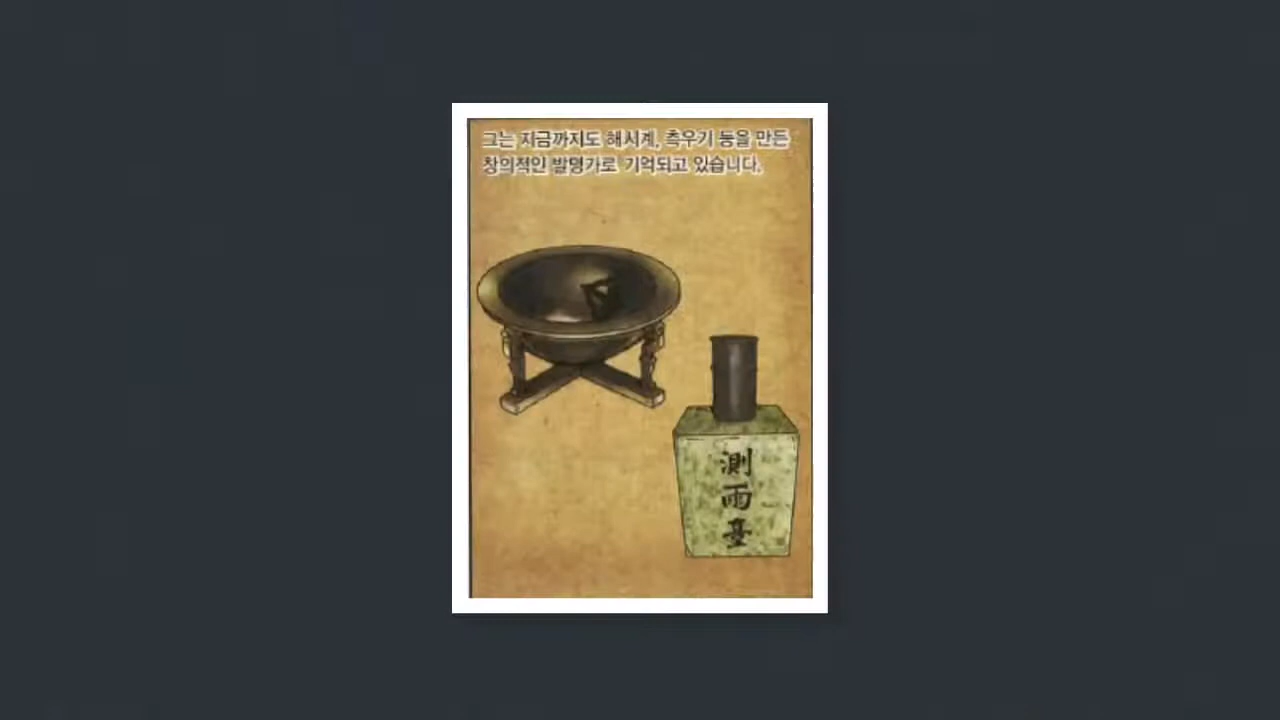 그는 지금까지도 해시계, 측우기 등을 만든
창의적인 발명가로 기억되고 있습니다.
測
雨
臺